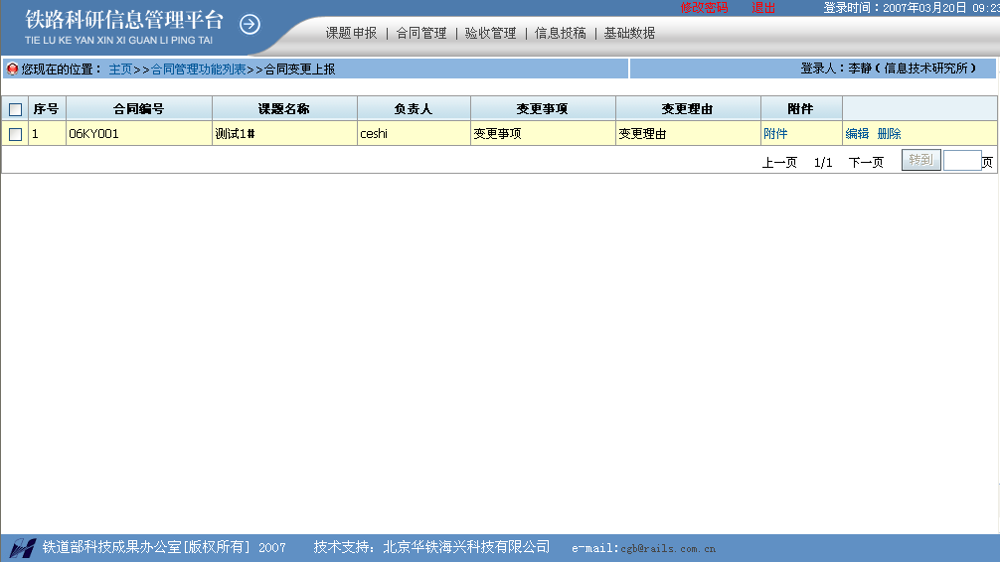 修改密码 退出 登录时间：2007年03月20日 09:23
铁路科研信息管理平台
TIE LU KE YAN XIN XI GUAN LI PING TAI
课题申报 | 合同管理 | 验收管理 | 信息投稿 | 基础数据
您现在的位置： 主页>>合同管理功能列表>>合同变更上报 登录人：李静（信息技术研究所）
序号 合同编号 课题名称 负责人 变更事项 变更理由 附件
1 06KY001 测试1# ceshi 变更事项 变更理由 附件 编辑 删除
上一页 1/1 下一页 转到 页
铁道部科技成果办公室[版权所有] 2007 技术支持：北京华铁海兴科技有限公司 e-mail:cgb@rails.com.cn